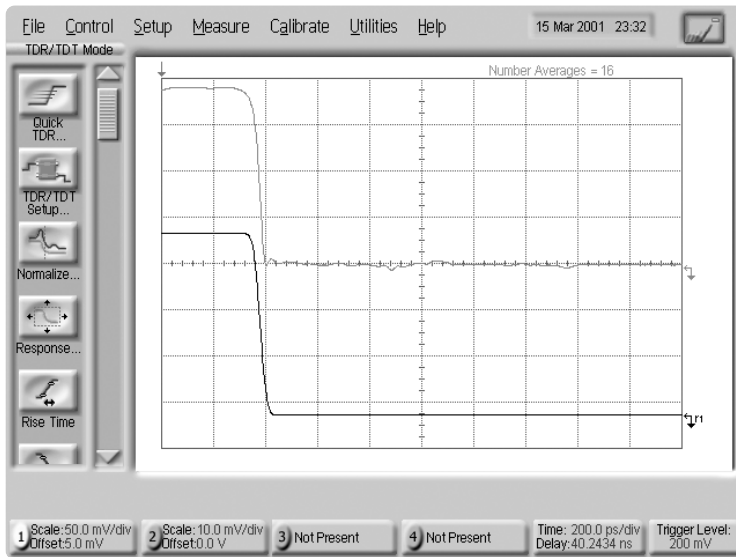 File Control Setup Measure Calibrate Utilities Help 15 Mar 2001 23:32
TDR/TDT Mode
Number Averages = 16
Quick
TDR...
TDR/TDT
Setup...
Normalize...
Response...
Rise Time
r1
1 Scale:50.0 mV/div
Offset:5.0 mV
2 Scale:10.0 mV/div
Offset:0.0 V
3 Not Present
4 Not Present
Time: 200.0 ps/div
Delay:40.2434 ns
Trigger Level:
200 mV